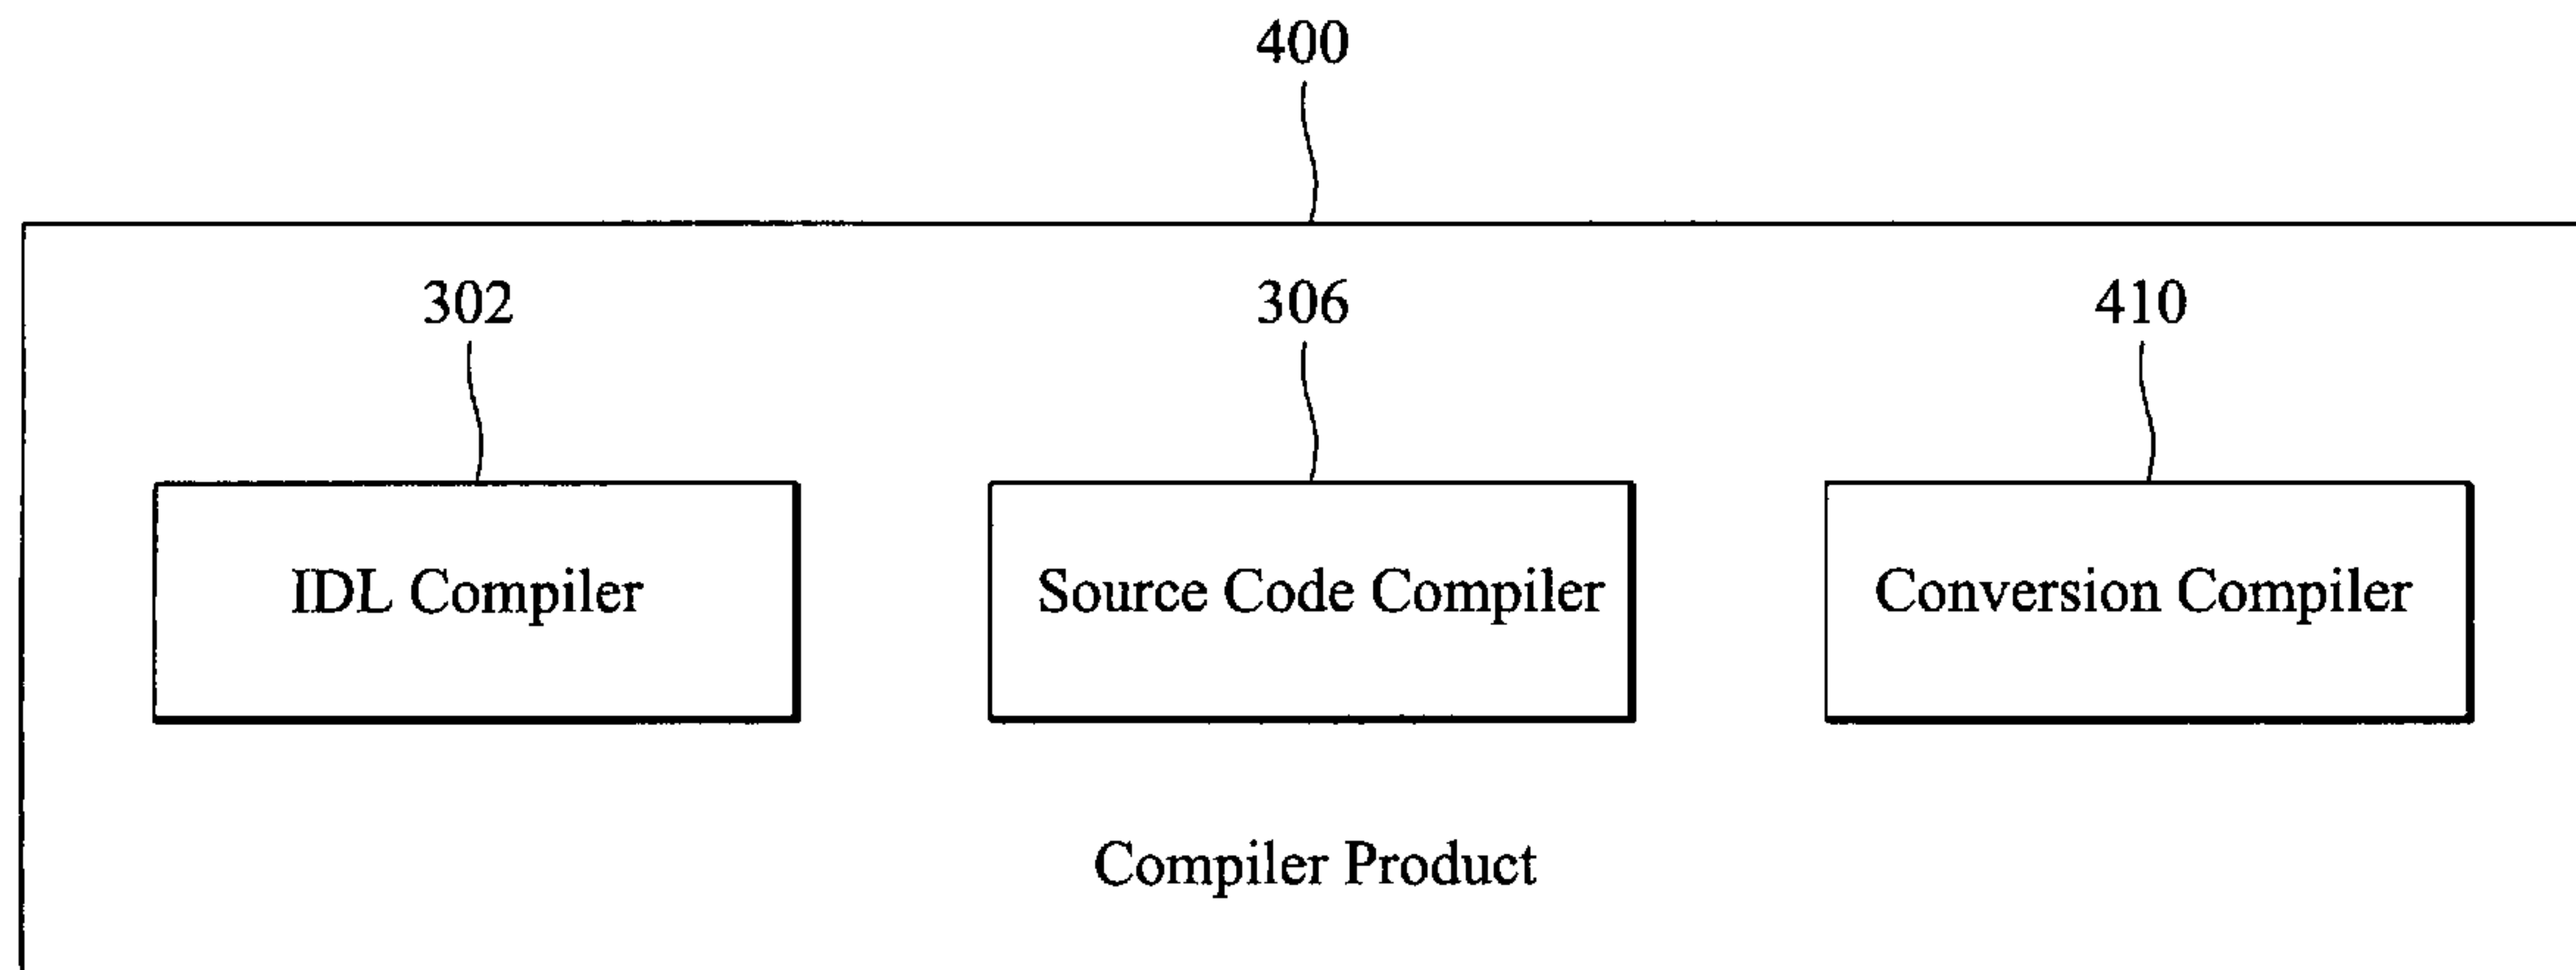 400
302 306 410
IDL Compiler Source Code Compiler Conversion Compiler
Compiler Product